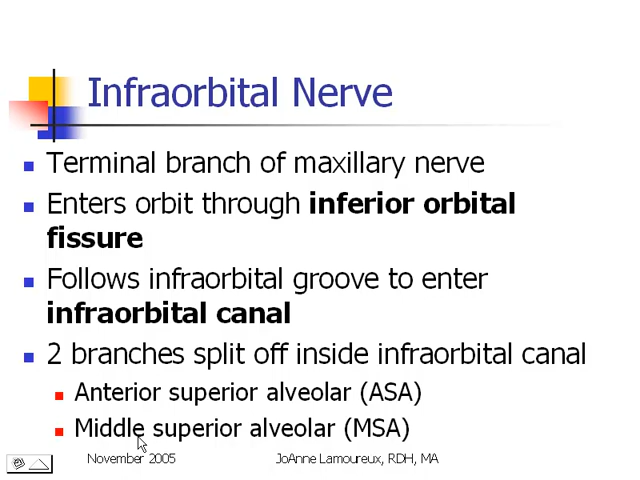 Infraorbital Nerve
Terminal branch of maxillary nerve
Enters orbit through inferior orbital
fissure
Follows infraorbital groove to enter
infraorbital canal
2 branches split off inside infraorbital canal
Anterior superior alveolar (ASA)
Middle superior alveolar (MSA)
November 2005
JoAnne Lamoureux, RDH, MA